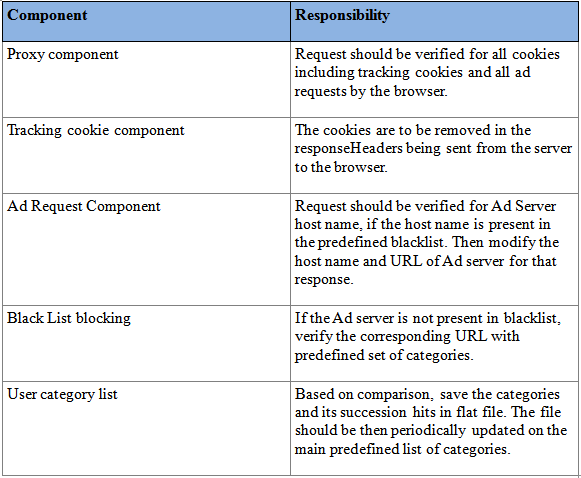 Component
Responsibility
Proxy component
Request should be verified for all cookies
including tracking cookies and all ad
requests by the browser.
Tracking cookie component
The cookies are to be removed in the
responseHeaders being sent from the server
to the browser.
Ad Request Component
Request should be verified for Ad Server
host name, if the host name is present in
the predefined blacklist. Then modify the
host name and URL of Ad server for that
response.
Black List blocking
If the Ad server is not present in blacklist,
verify the corresponding URL with
predefined set of categories.
User category list
Based on comparison, save the categories
and its succession hits in flat file. The file
should be then periodically updated on the
main predefined list of categories.